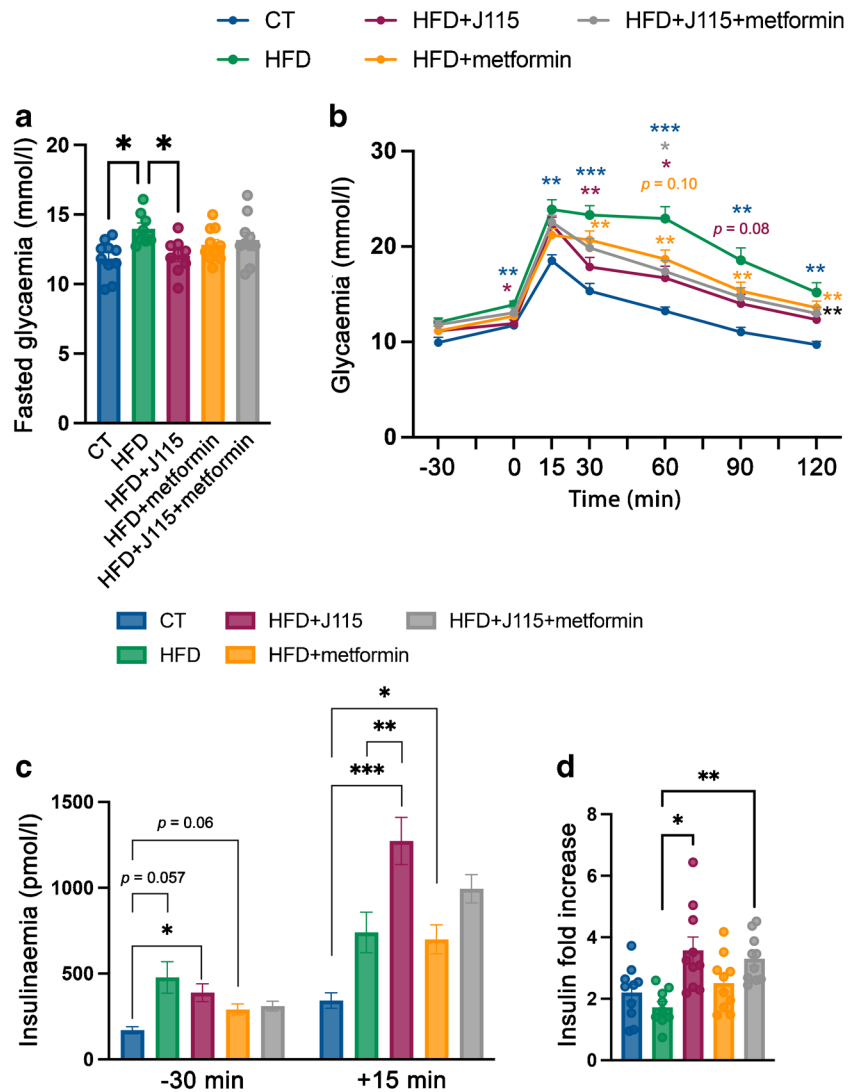 CT
HFD+J115
HFD+J115+metformin
HFD
HFD+metformin
a
Fasted glycaemia (mmol/l)
20
15
10
5
0
*
*
CT
HFD
HFD+J115
HFD+metformin
HFD+J115+metformin
b
Glycaemia (mmol/l)
30
20
10
0
**
*
**
***
**
**
***
*
*
p = 0.10
**
**
p = 0.08
**
**
**
**
-30
0
15
30
60
90
120
Time (min)
CT
HFD+J115
HFD+J115+metformin
HFD
HFD+metformin
c
Insulinaemia (pmol/l)
1500
1000
500
0
p = 0.06
p = 0.057
*
*
**
***
-30 min
+15 min
d
Insulin fold increase
8
6
4
2
0
**
*